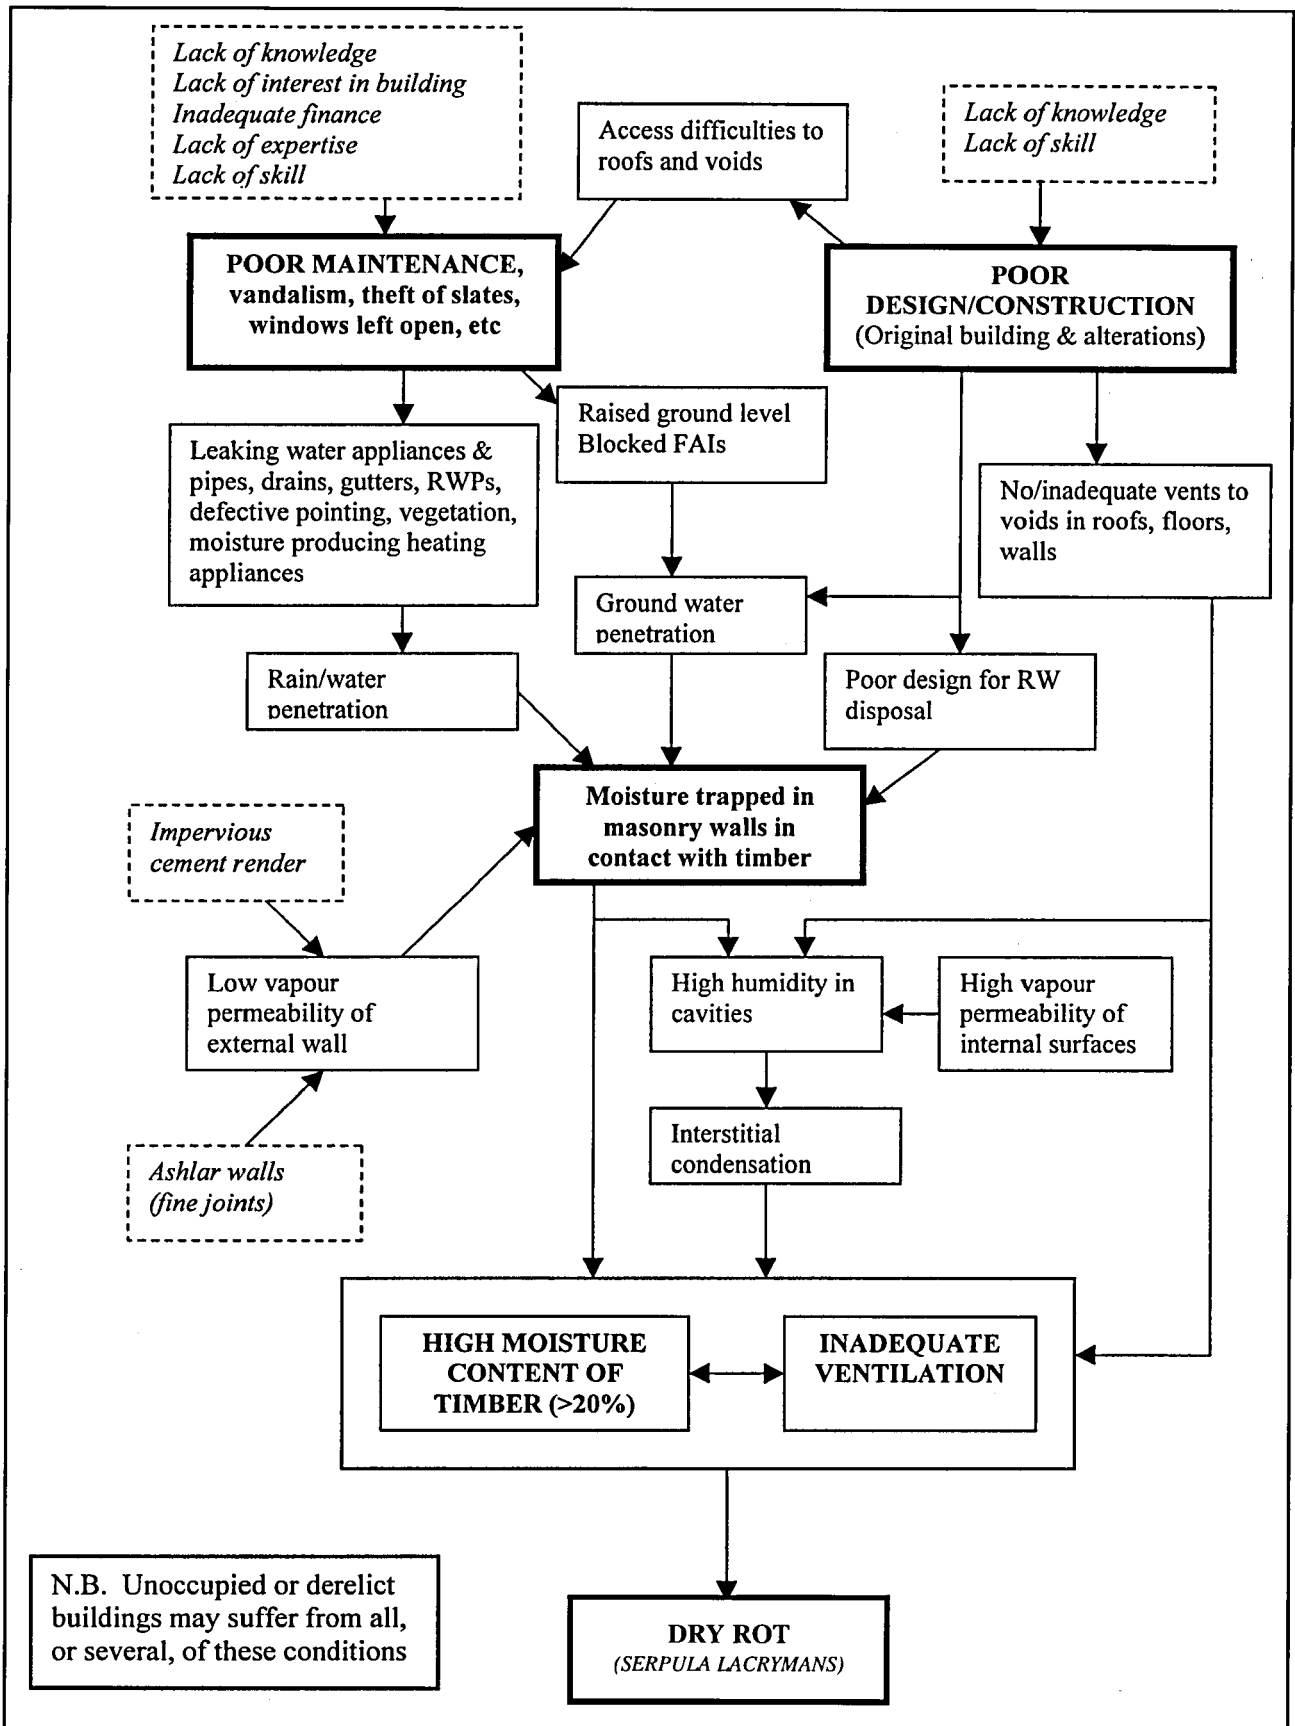 Lack of knowledge
Lack of interest in building
Inadequate finance
Lack of expertise
Lack of skill
Access difficulties to
roofs and voids
Lack of knowledge
Lack of skill
POOR MAINTENANCE,
vandalism, theft of slates,
windows left open, etc
POOR
DESIGN/CONSTRUCTION
(Original building & alterations)
Leaking water appliances &
pipes, drains, gutters, RWPs,
defective pointing, vegetation,
moisture producing heating
appliances
Raised ground level
Blocked FAIs
No/inadequate vents to
voids in roofs, floors,
walls
Ground water
penetration
Rain/water
penetration
Poor design for RW
disposal
Moisture trapped in
masonry walls in
contact with timber
Impervious
cement render
Low vapour
permeability of
external wall
High humidity in
cavities
High vapour
permeability of
internal surfaces
Interstitial
condensation
Ashlar walls
(fine joints)
HIGH MOISTURE
CONTENT OF
TIMBER (>20%)
INADEQUATE
VENTILATION
N.B. Unoccupied or derelict
buildings may suffer from all,
or several, of these conditions
DRY ROT
(SERPULA LACRYMANS)